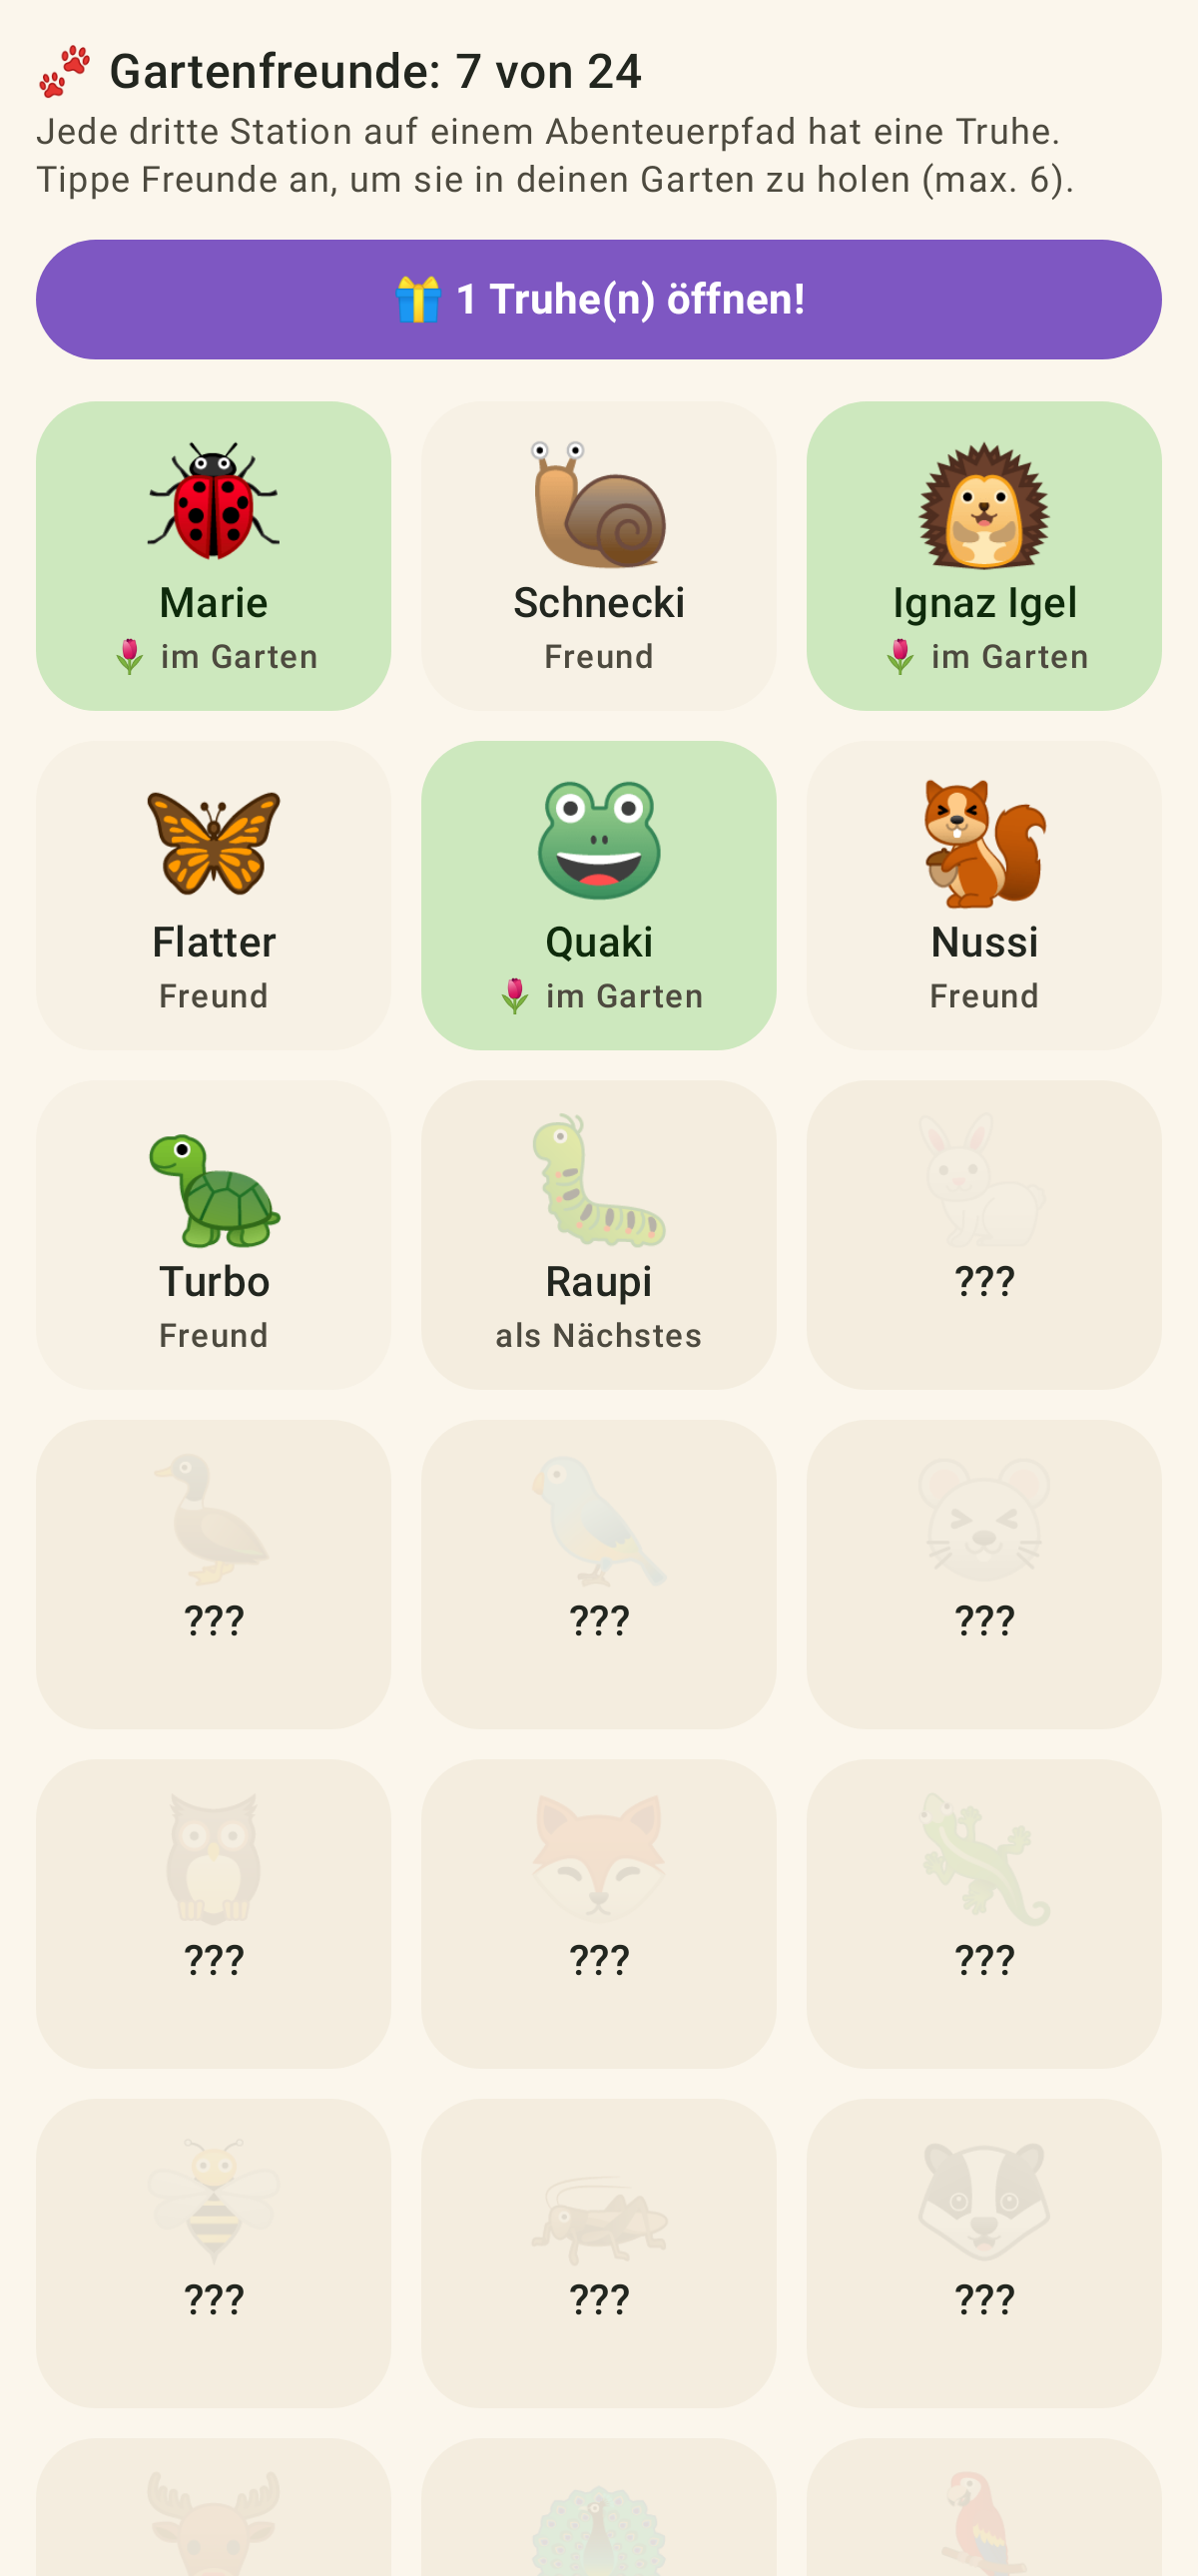 Gartenfreunde: 7 von 24
Jede dritte Station auf einem Abenteuerpfad hat eine Truhe.
Tippe Freunde an, um sie in deinen Garten zu holen (max. 6).
1 Truhe(n) öffnen!
Marie
im Garten
Schnecki
Freund
Ignaz Igel
im Garten
Flatter
Freund
Quaki
im Garten
Nussi
Freund
Turbo
Freund
Raupi
als Nächstes
???
???
???
???
???
???
???
???
???
???